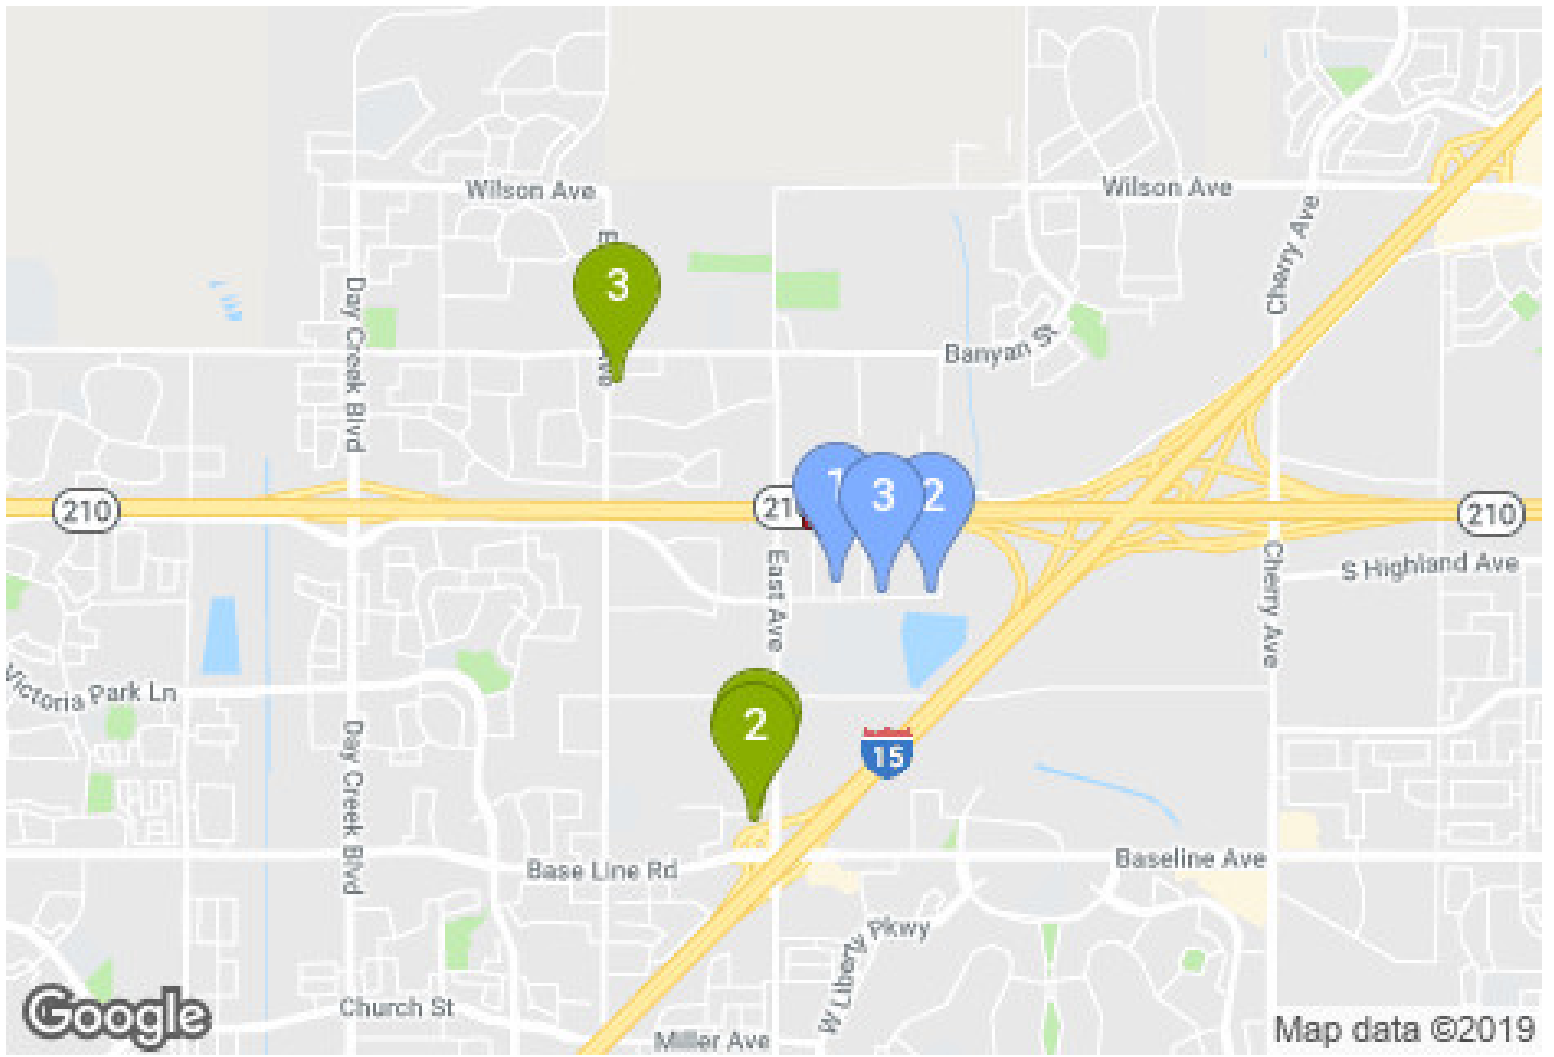 Wilson Ave
Wilson Ave
E
Ave
3
Day Creek Blvd
Cherry Ave
Banyan St
210
210
210
1
3
2
East Ave
S Highland Ave
Cherry Ave
Victoria Park Ln
2
15
Day Creek Blvd
Base Line Rd
Baseline Ave
W Liberty Pkwy
Church St
Miller Ave
Google
Map data ©2019